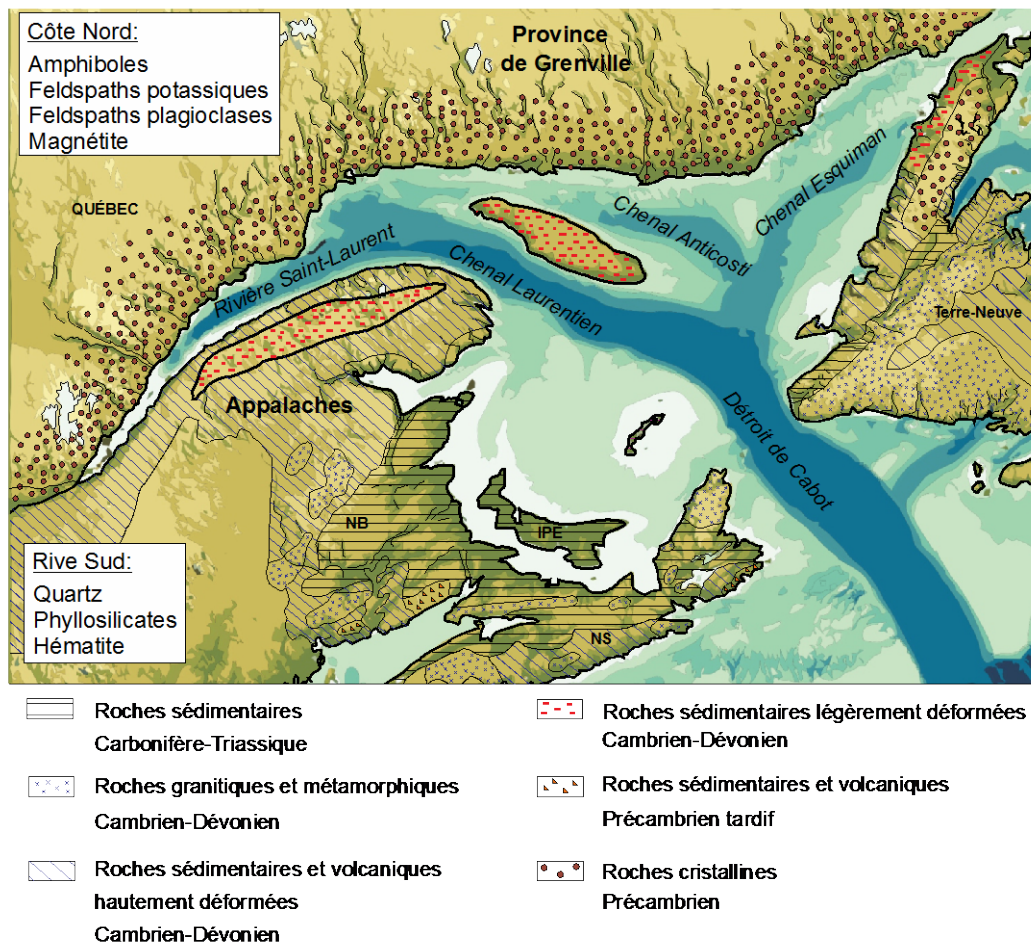 Côte Nord:
Amphiboles
Feldspaths potassiques
Feldspaths plagioclases
Magnétite
Province
de Grenville
QUÉBEC
Rivière Saint-Laurent
Chenal Laurentien
Chenal Anticosti
Chenal Esquiman
Terre-Neuve
Détroit de Cabot
Appalaches
NB
IPE
NS
Rive Sud:
Quartz
Phyllosilicates
Hématite
Roches sédimentaires
Carbonifère-Triassique
Roches granitiques et métamorphiques
Cambrien-Dévonien
Roches sédimentaires et volcaniques
hautement déformées
Cambrien-Dévonien
Roches sédimentaires légèrement déformées
Cambrien-Dévonien
Roches sédimentaires et volcaniques
Précambrien tardif
Roches cristallines
Précambrien